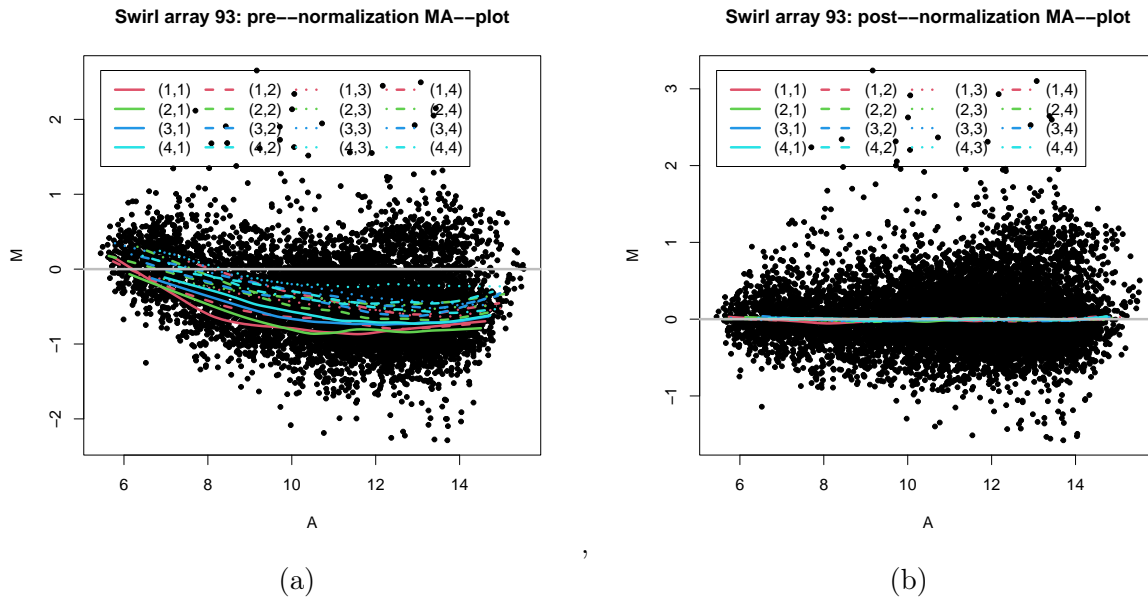 Swirl array 93: pre−−normalization MA−−plot
(1,1) (1,2) (1,3) (1,4)
(2,1) (2,2) (2,3) (2,4)
(3,1) (3,2) (3,3) (3,4)
(4,1) (4,2) (4,3) (4,4)
2
1
0
−1
−2
M
6 8 10 12 14
A
(a)
,
Swirl array 93: post−−normalization MA−−plot
(1,1) (1,2) (1,3) (1,4)
(2,1) (2,2) (2,3) (2,4)
(3,1) (3,2) (3,3) (3,4)
(4,1) (4,2) (4,3) (4,4)
3
2
1
0
−1
M
6 8 10 12 14
A
(b)